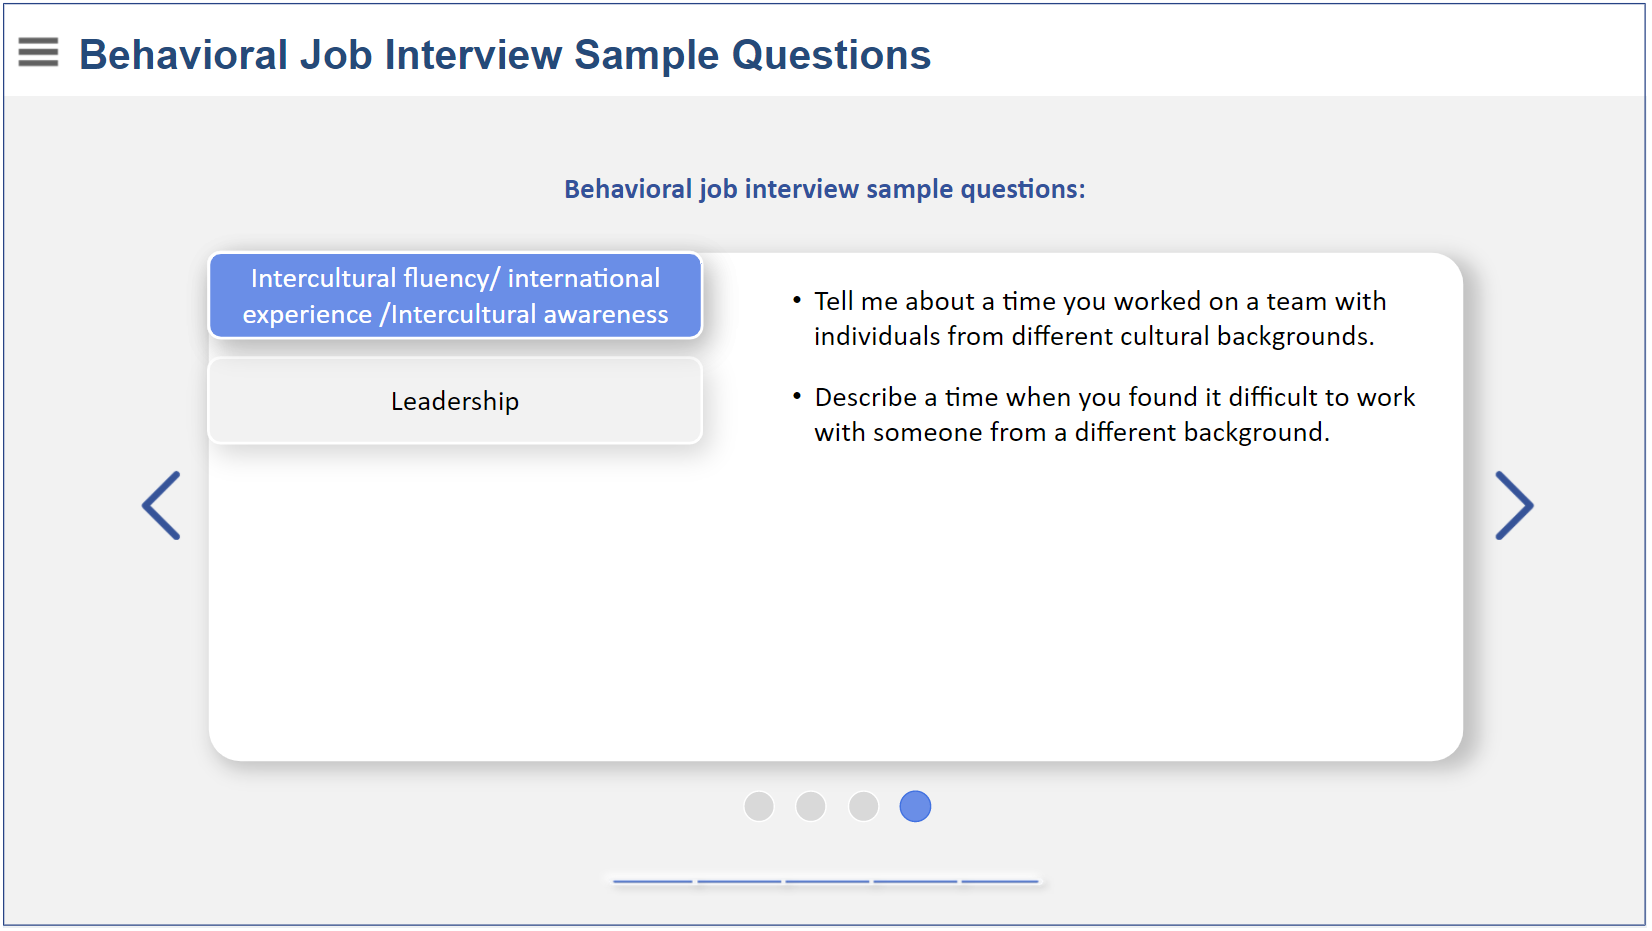 Behavioral Job Interview Sample Questions
Behavioral job interview sample questions:
Intercultural fluency/ international
experience /Intercultural awareness
Leadership
• Tell me about a time you worked on a team with
individuals from different cultural backgrounds.
• Describe a time when you found it difficult to work
with someone from a different background.